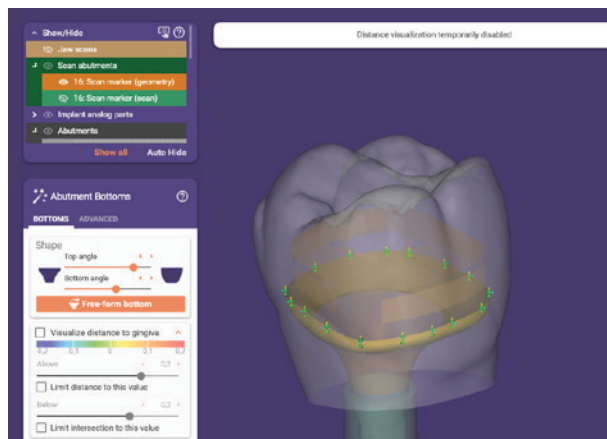 Show/Hide
Jaw scans
Scan abutments
16: Scan marker (geometry)
16: Scan marker (scan)
Implant analog parts
Abutments
Show all Auto Hide
Distance visualization temporarily disabled
Abutment Bottoms
BOTTOMS ADVANCED
Shape
Top angle
Bottom angle
Free-form bottom
Visualize distance to gingiva
0,2 0,1 0 0,1 0,2
Above 0,2
Limit distance to this value
Below 0,2
Limit intersection to this value